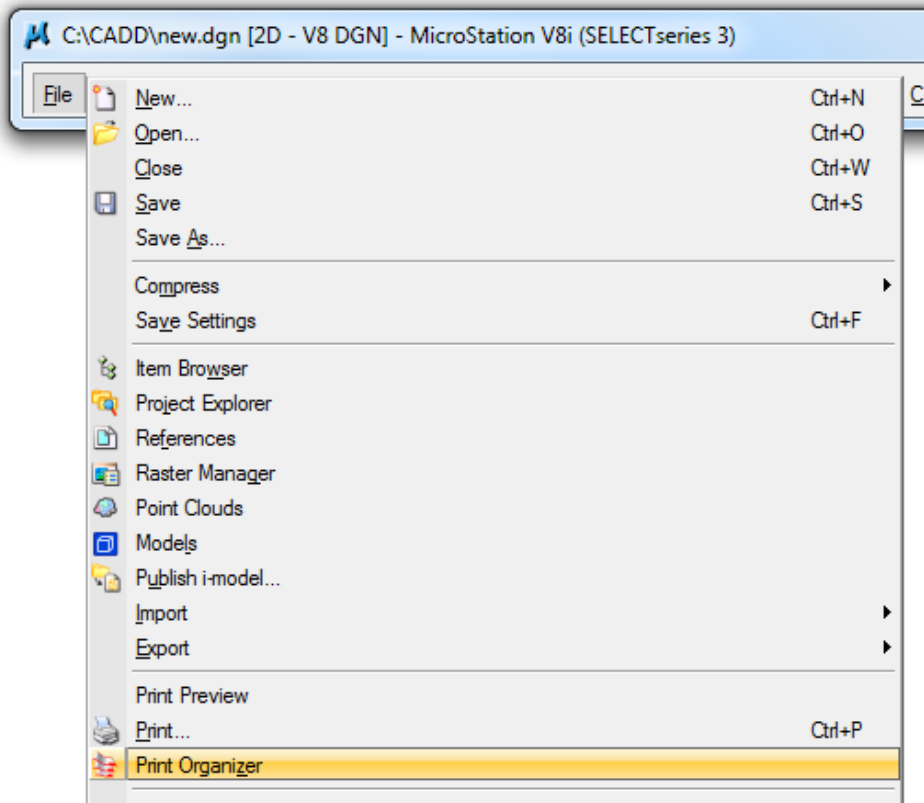 C:\CADD\new.dgn [2D - V8 DGN] - MicroStation V8i (SELECTseries 3)
File
New... Ctrl+N
Open... Ctrl+O
Close Ctrl+W
Save Ctrl+S
Save As...
Compress
Save Settings Ctrl+F
Item Browser
Project Explorer
References
Raster Manager
Point Clouds
Models
Publish i-model...
Import
Export
Print Preview
Print... Ctrl+P
Print Organizer